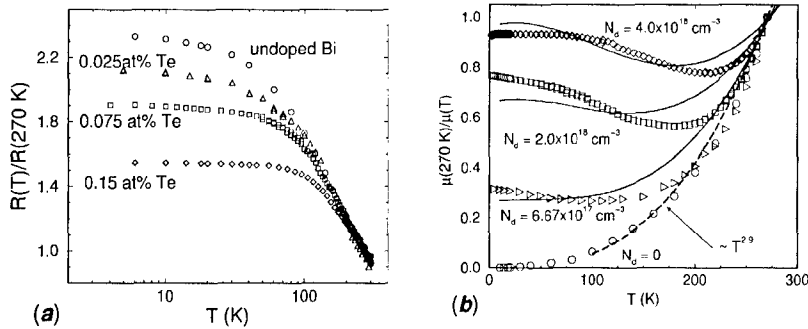 R(T)/R(270 K)
2.2
1.8
1.4
1.0
undoped Bi
0.025 at% Te
0.075 at% Te
0.15 at% Te
10
100
T (K)
(a)
μ(270 K)/μ(T)
1.0
0.8
0.6
0.4
0.2
0.0
N_d = 4.0x10^18 cm^-3
N_d = 2.0x10^18 cm^-3
N_d = 6.67x10^17 cm^-3
N_d = 0
~ T^2.9
0
100
200
300
T (K)
(b)